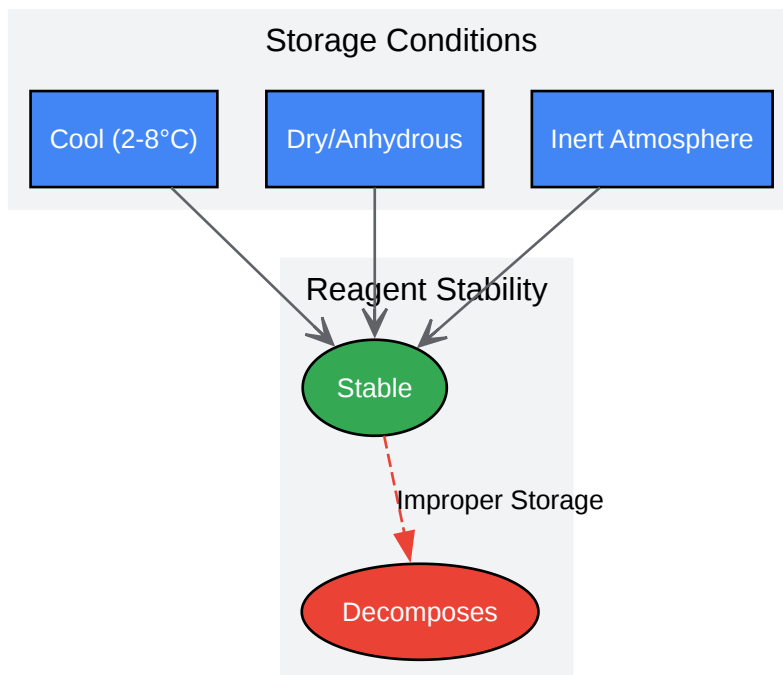 Storage Conditions
Cool (2-8°C)
Dry/Anhydrous
Inert Atmosphere
Reagent Stability
Stable
Improper Storage
Decomposes